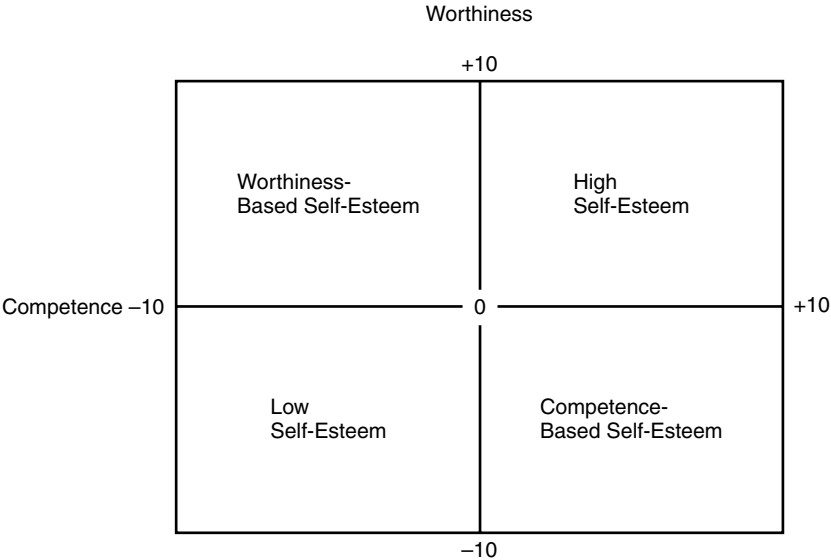 Worthiness
+10
Worthiness-
Based Self-Esteem
High
Self-Esteem
Competence –10
0
+10
Low
Self-Esteem
Competence-
Based Self-Esteem
–10